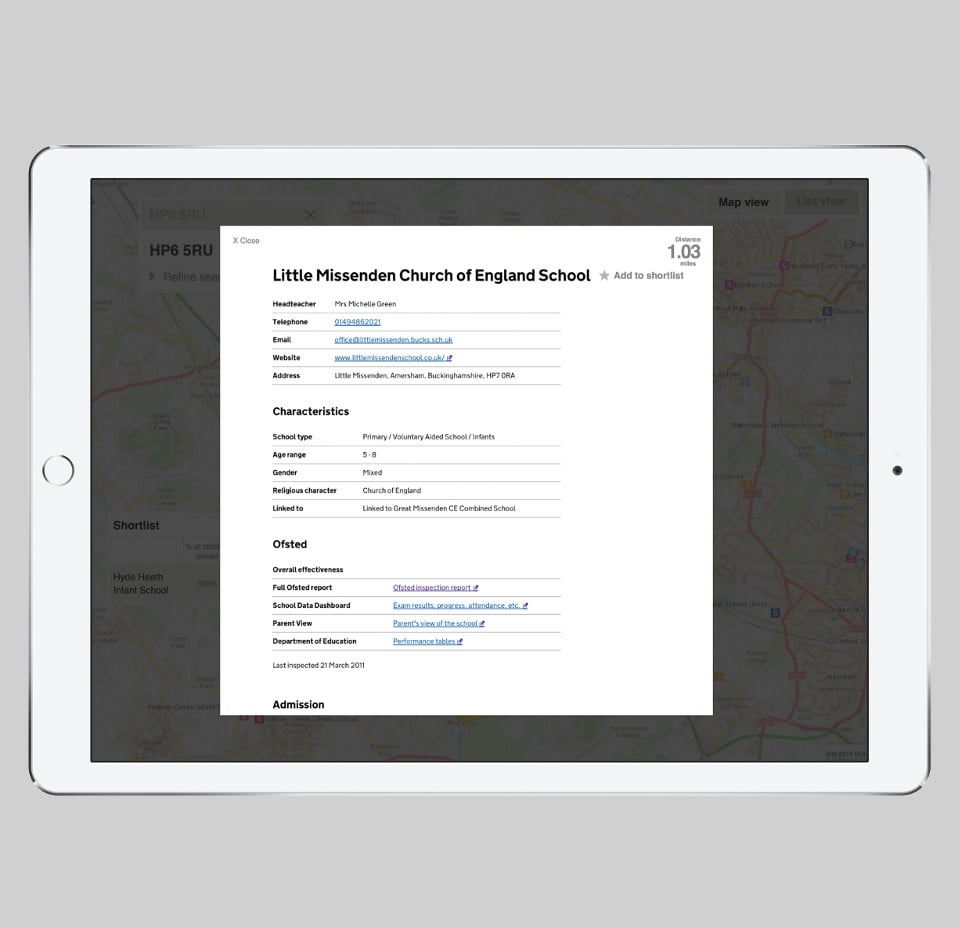 HP6 5RU
Map view
List view
HP6 5RU
Refine sea
X Close
Distance
1.03
miles
Little Missenden Church of England School
Add to shortlist
Headteacher Mrs Michelle Green
Telephone 01494862021
Email office@littlemissenden.bucks.sch.uk
Website www.littlemissendenschool.co.uk/
Address Little Missenden, Amersham, Buckinghamshire, HP7 0RA
Characteristics
School type Primary / Voluntary Aided School / Infants
Age range 5 - 8
Gender Mixed
Religious character Church of England
Linked to Linked to Great Missenden CE Combined School
Ofsted
Overall effectiveness
Full Ofsted report Ofsted inspection report
School Data Dashboard Exam results, progress, attendance, etc.
Parent View Parent's view of the school
Department of Education Performance tables
Last inspected 21 March 2011
Admission
Shortlist
Hyde Heath
Infant School
100%